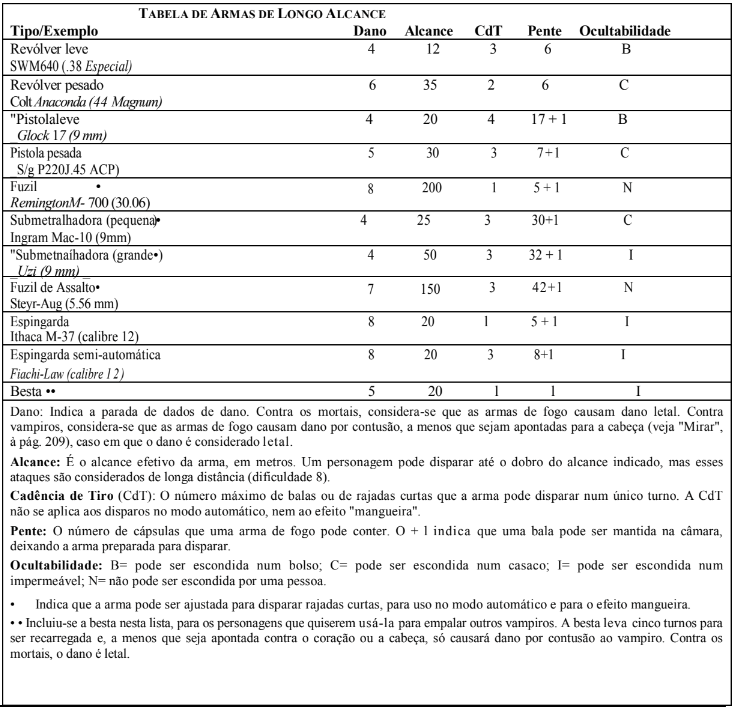 TABELA DE ARMAS DE LONGO ALCANCE
Tipo/Exemplo Dano Alcance CdT Pente Ocultabilidade
Revólver leve 4 12 3 6 B
SWM640 (.38 Especial)
Revólver pesado 6 35 2 6 C
Colt Anaconda (44 Magnum)
"Pistolaleve 4 20 4 17 + 1 B
_Glock 17 (9 mm)
Pistola pesada 5 30 3 7+1 C
_S/g P220J.45 ACP)
Fuzil • 8 200 1 5 + 1 N
RemingtonM- 700 (30.06)
Submetralhadora (pequena• 4 25 3 30+1 C
Ingram Mac-10 (9mm)
"Submetnaíhadora (grande•) 4 50 3 32 + 1 I
_Uzi (9 mm)_
Fuzil de Assalto• 7 150 3 42+1 N
Steyr-Aug (5.56 mm)
Espingarda 8 20 1 5 + 1 I
Ithaca M-37 (calibre 12)
Espingarda semi-automática 8 20 3 8+1 I
Fiachi-Law (calibre l 2)
Besta •• 5 20 1 1 I
Dano: Indica a parada de dados de dano. Contra os mortais, considera-se que as armas de fogo causam dano letal. Contra
vampiros, considera-se que as armas de fogo causam dano por contusão, a menos que sejam apontadas para a cabeça (veja "Mirar",
à pág. 209), caso em que o dano é considerado letal.
Alcance: É o alcance efetivo da arma, em metros. Um personagem pode disparar até o dobro do alcance indicado, mas esses
ataques são considerados de longa distância (dificuldade 8).
Cadência de Tiro (CdT): O número máximo de balas ou de rajadas curtas que a arma pode disparar num único turno. A CdT
não se aplica aos disparos no modo automático, nem ao efeito "mangueira".
Pente: O número de cápsulas que uma arma de fogo pode conter. O + l indica que uma bala pode ser mantida na câmara,
deixando a arma preparada para disparar.
Ocultabilidade: B= pode ser escondida num bolso; C= pode ser escondida num casaco; I= pode ser escondida num
impermeável; N= não pode ser escondida por uma pessoa.
• Indica que a arma pode ser ajustada para disparar rajadas curtas, para uso no modo automático e para o efeito mangueira.
• • Incluiu-se a besta nesta lista, para os personagens que quiserem usá-la para empalar outros vampiros. A besta leva cinco turnos para
ser recarregada e, a menos que seja apontada contra o coração ou a cabeça, só causará dano por contusão ao vampiro. Contra os
mortais, o dano é letal.